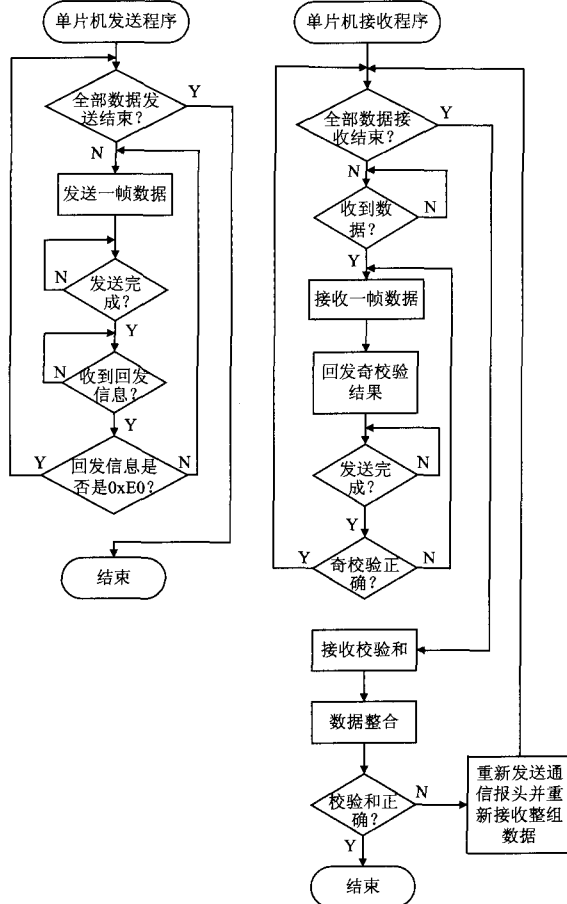 单片机发送程序
全部数据发
送结束？
Y
N
发送一帧数据
发送完
成？
N
Y
收到回发
信息？
N
Y
回发信息是
否是0xE0？
Y
N
结束
单片机接收程序
全部数据接
收结束？
Y
N
收到数
据？
N
Y
接收一帧数据
回发奇校验
结果
发送完
成？
N
Y
奇校验正
确？
Y
N
接收校验和
数据整合
校验和正
确？
N
Y
重新发送通
信报头并重
新接收整组
数据
结束